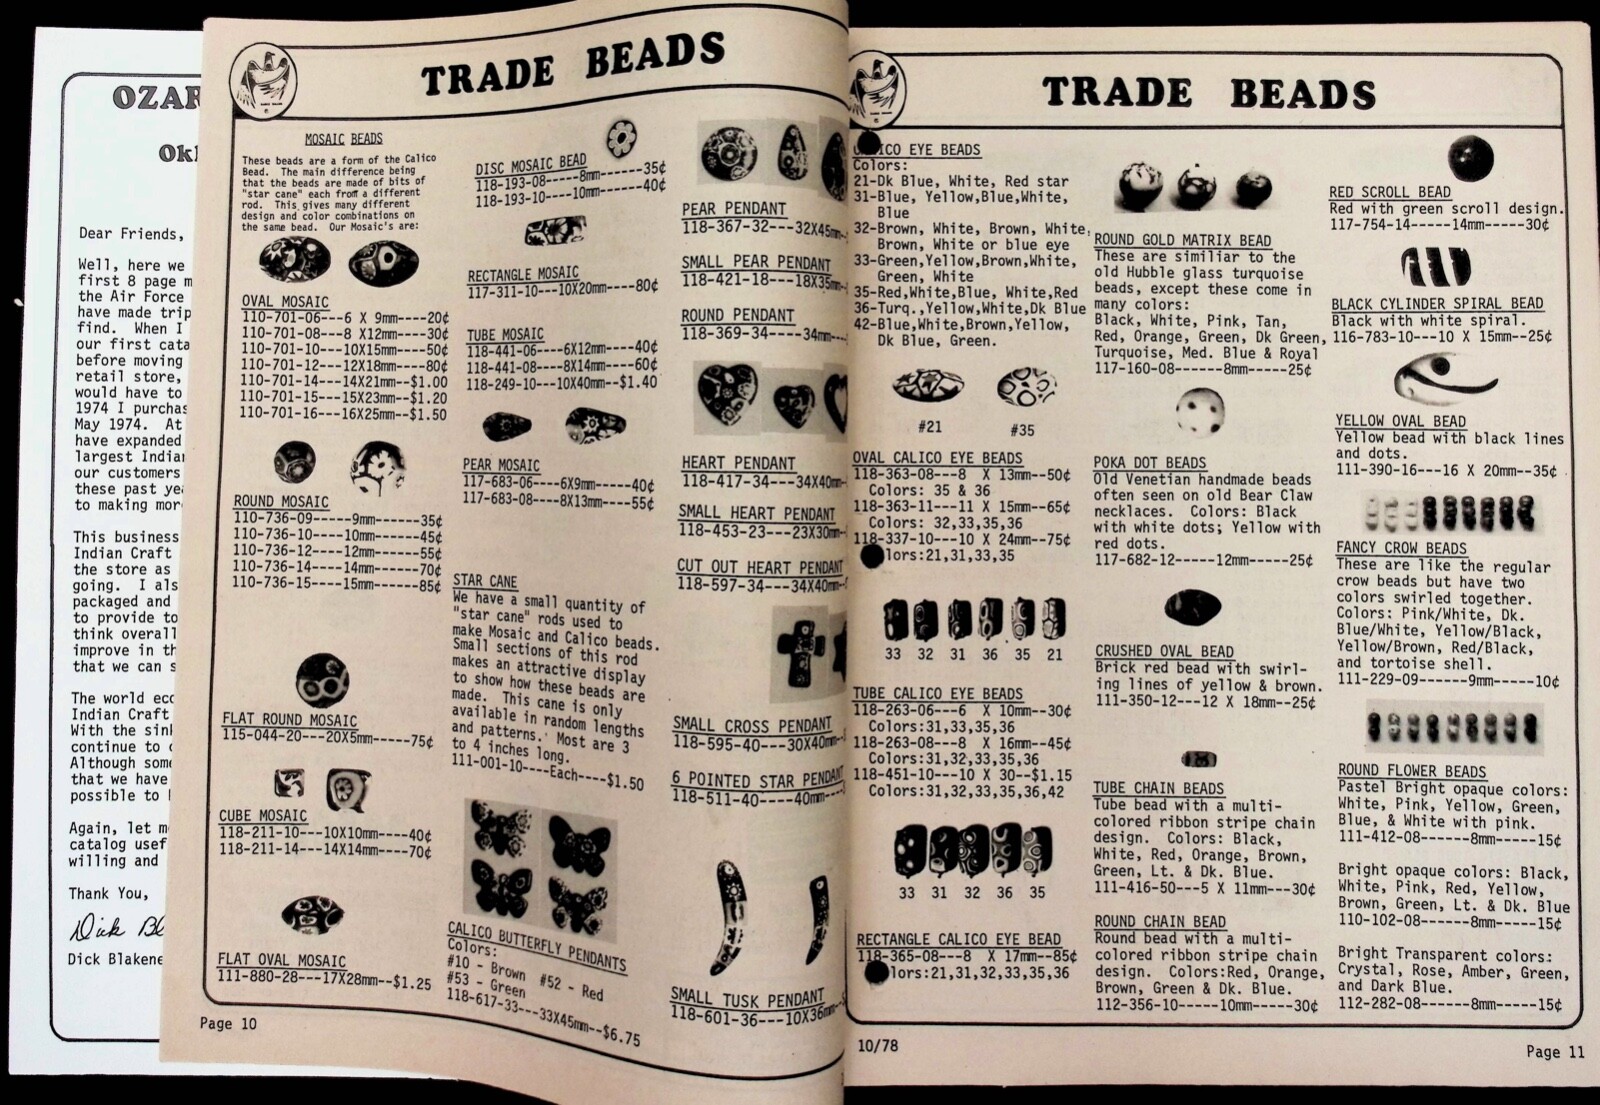 OZAR
Okl
Dear Friends,
Well, here we
first 8 page m
the Air Force
have made trip
find. When I
our first cata
before moving
retail store,
would have to
1974 I purchas
May 1974. At
have expanded
largest India
our customers
these past ye
to making mor
This business
Indian Craft
the store as
going. I als
packaged and
to provide to
think overall
improve in th
that we can s
The world eco
Indian Craft
With the sin
continue to
Although som
that we have
possible to
Again, let m
catalog usef
willing and
Thank You,
Dick Bl
Dick Blakene
TRADE BEADS
MOSAIC BEADS
These beads are a form of the Calico
Bead. The main difference being
that the beads are made of bits of
"star cane" each from a different
rod. This gives many different
design and color combinations on
the same bead. Our Mosaic's are:
OVAL MOSAIC
110-701-06---6 X 9mm----20¢
110-701-08---8 X12mm----30¢
110-701-10---10X15mm----50¢
110-701-12---12X18mm----80¢
110-701-14---14X21mm--$1.00
110-701-15---15X23mm--$1.20
110-701-16---16X25mm--$1.50
ROUND MOSAIC
110-736-09-----9mm------35¢
110-736-10----10mm------45¢
110-736-12----12mm------55¢
110-736-14----14mm------70¢
110-736-15----15mm------85¢
FLAT ROUND MOSAIC
115-044-20---20X5mm-----75¢
CUBE MOSAIC
118-211-10---10X10mm----40¢
118-211-14---14X14mm----70¢
FLAT OVAL MOSAIC
111-880-28---17X28mm--$1.25
DISC MOSAIC BEAD
118-193-08-----8mm------35¢
118-193-10----10mm------40¢
RECTANGLE MOSAIC
117-311-10---10X20mm----80¢
TUBE MOSAIC
118-441-06----6X12mm----40¢
118-441-08----8X14mm----60¢
118-249-10---10X40mm--$1.40
PEAR MOSAIC
117-683-06----6X9mm-----40¢
117-683-08----8X13mm----55¢
STAR CANE
We have a small quantity of
"star cane" rods used to
make Mosaic and Calico beads.
Small sections of this rod
makes an attractive display
to show how these beads are
made. This cane is only
available in random lengths
and patterns. Most are 3
to 4 inches long.
111-001-10----Each----$1.50
CALICO BUTTERFLY PENDANTS
Colors:
#10 - Brown #52 - Red
#53 - Green
118-617-33---33X45mm--$6.75
PEAR PENDANT
118-367-32---32X45mm-
SMALL PEAR PENDANT
118-421-18---18X35mm-
ROUND PENDANT
118-369-34----34mm---
HEART PENDANT
118-417-34---34X40mm-
SMALL HEART PENDANT
118-453-23---23X30mm-
CUT OUT HEART PENDANT
118-597-34---34X40mm-
SMALL CROSS PENDANT
118-595-40---30X40mm-
6 POINTED STAR PENDANT
118-511-40----40mm---
SMALL TUSK PENDANT
118-601-36---10X36mm-
Page 10
TRADE BEADS
CALICO EYE BEADS
Colors:
21-Dk Blue, White, Red star
31-Blue, Yellow,Blue,White,
Blue
32-Brown, White, Brown, White,
Brown, White or blue eye
33-Green,Yellow,Brown,White,
Green, White
35-Red,White,Blue, White,Red
36-Turq.,Yellow,White,Dk Blue
42-Blue,White,Brown,Yellow,
Dk Blue, Green.
#21 #35
OVAL CALICO EYE BEADS
118-363-08---8 X 13mm--50¢
Colors: 35 & 36
118-363-11---11 X 15mm--65¢
Colors: 32,33,35,36
118-337-10---10 X 24mm--75¢
lors:21,31,33,35
33 32 31 36 35 21
TUBE CALICO EYE BEADS
118-263-06---6 X 10mm--30¢
Colors:31,33,35,36
118-263-08---8 X 16mm--45¢
Colors:31,32,33,35,36
118-451-10---10 X 30--$1.15
Colors:31,32,33,35,36,42
33 31 32 36 35
RECTANGLE CALICO EYE BEAD
118-365-08---8 X 17mm--85¢
lors:21,31,32,33,35,36
ROUND GOLD MATRIX BEAD
These are similiar to the
old Hubble glass turquoise
beads, except these come in
many colors:
Black, White, Pink, Tan,
Red, Orange, Green, Dk Green,
Turquoise, Med. Blue & Royal
117-160-08------8mm-----25¢
POKA DOT BEADS
Old Venetian handmade beads
often seen on old Bear Claw
necklaces. Colors: Black
with white dots; Yellow with
red dots.
117-682-12-----12mm-----25¢
CRUSHED OVAL BEAD
Brick red bead with swirl-
ing lines of yellow & brown.
111-350-12---12 X 18mm--25¢
TUBE CHAIN BEADS
Tube bead with a multi-
colored ribbon stripe chain
design. Colors: Black,
White, Red, Orange, Brown,
Green, Lt. & Dk. Blue.
111-416-50---5 X 11mm---30¢
ROUND CHAIN BEAD
Round bead with a multi-
colored ribbon stripe chain
design. Colors:Red, Orange,
Brown, Green & Dk. Blue.
112-356-10-----10mm-----30¢
RED SCROLL BEAD
Red with green scroll design.
117-754-14-----14mm-----30¢
BLACK CYLINDER SPIRAL BEAD
Black with white spiral.
116-783-10---10 X 15mm--25¢
YELLOW OVAL BEAD
Yellow bead with black lines
and dots.
111-390-16---16 X 20mm--35¢
FANCY CROW BEADS
These are like the regular
crow beads but have two
colors swirled together.
Colors: Pink/White, Dk.
Blue/White, Yellow/Black,
Yellow/Brown, Red/Black,
and tortoise shell.
111-229-09------9mm-----10¢
ROUND FLOWER BEADS
Pastel Bright opaque colors:
White, Pink, Yellow, Green,
Blue, & White with pink.
111-412-08------8mm-----15¢
Bright opaque colors: Black,
White, Pink, Red, Yellow,
Brown, Green, Lt. & Dk. Blue
110-102-08------8mm-----15¢
Bright Transparent colors:
Crystal, Rose, Amber, Green,
and Dark Blue.
112-282-08------8mm-----15¢
10/78
Page 11